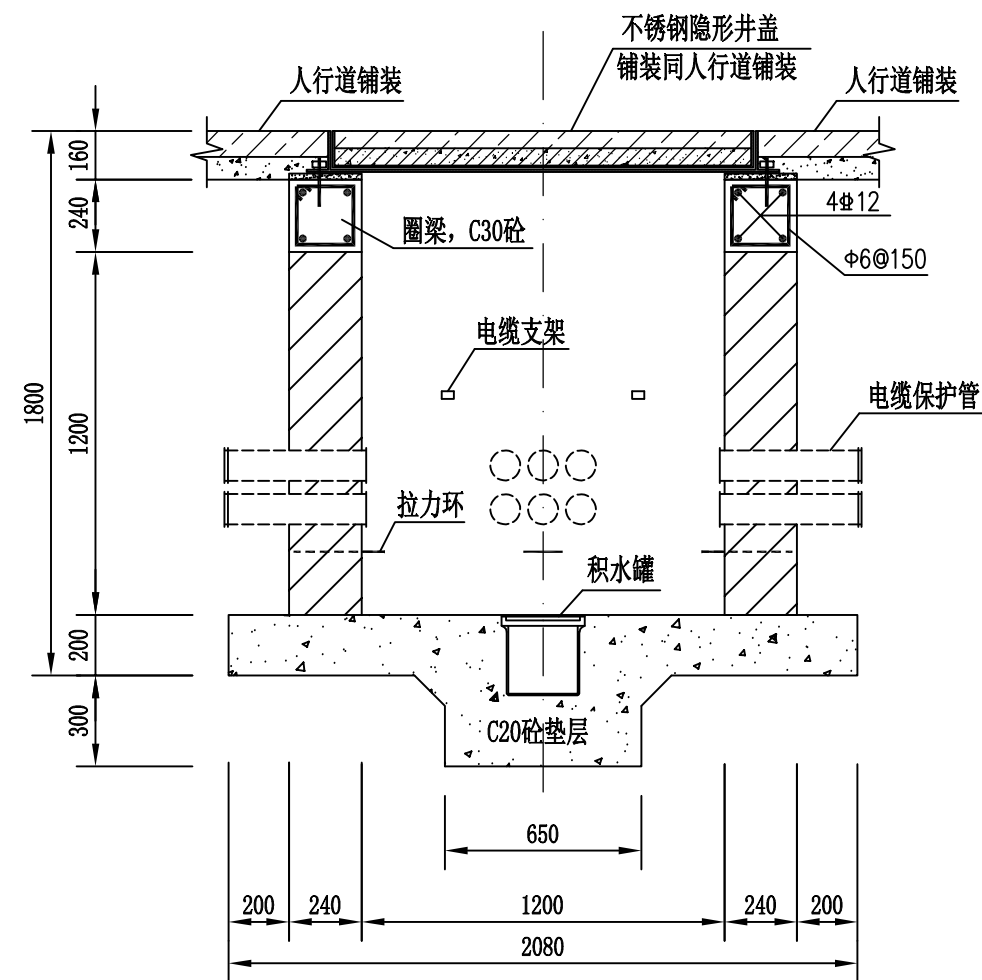 不锈钢隐形井盖
铺装同人行道铺装
人行道铺装
人行道铺装
160
240
4⌀12
圈梁，C30砼
Φ6@150
电缆支架
1800
1200
电缆保护管
拉力环
积水罐
200
300
C20砼垫层
650
200
240
1200
240
200
2080